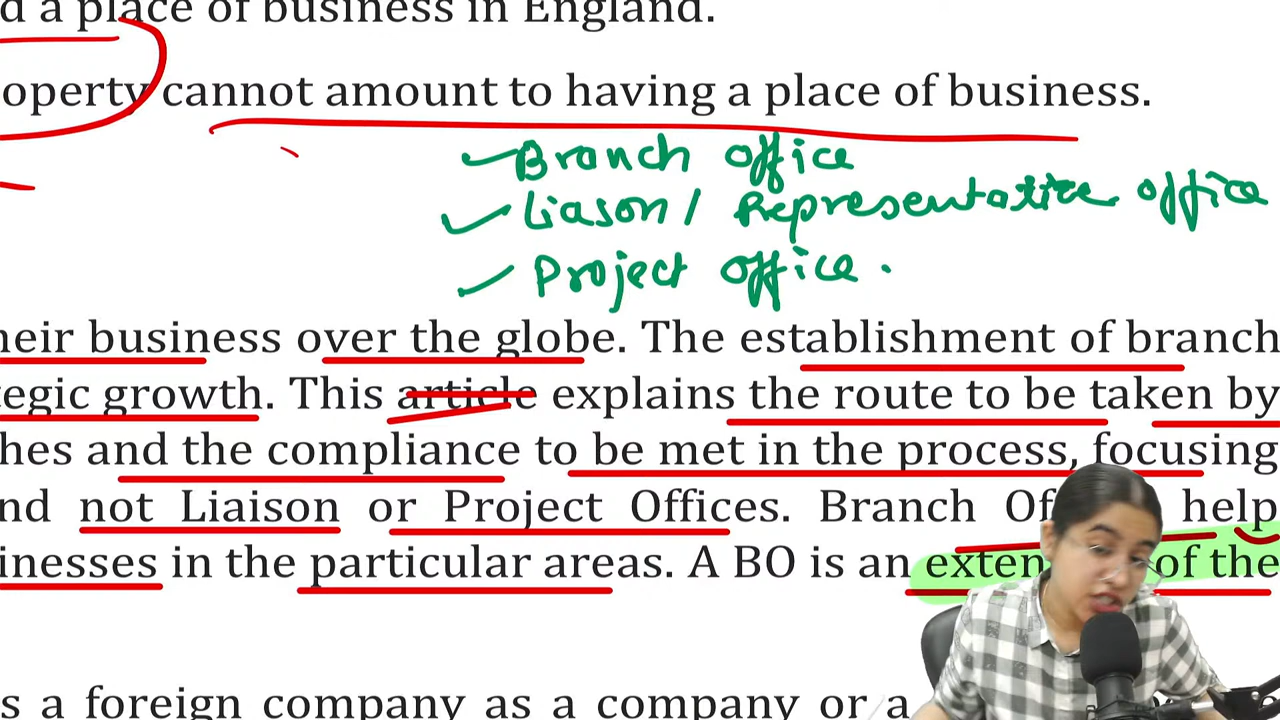 d a place of business in England.
operty cannot amount to having a place of business.
Branch office
Liason / Representative office
Project office.
heir business over the globe. The establishment of branch
tegic growth. This article explains the route to be taken by
hes and the compliance to be met in the process, focusing
nd not Liaison or Project Offices. Branch Of help
inesses in the particular areas. A BO is an exten of the
s a foreign company as a company or a